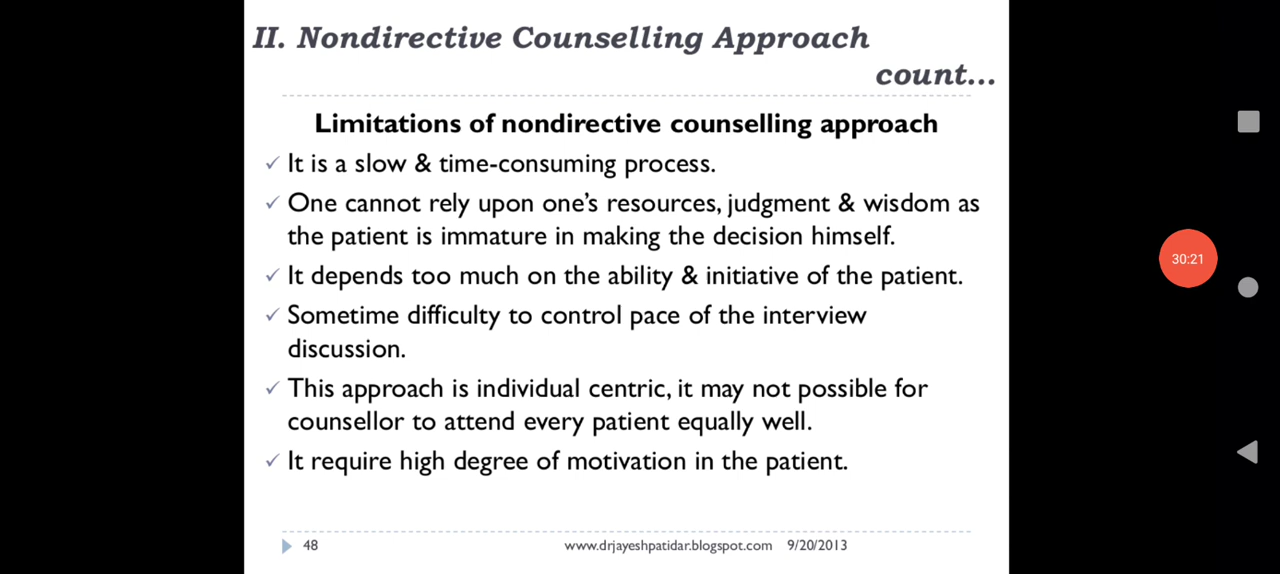 II. Nondirective Counselling Approach
count...
Limitations of nondirective counselling approach
✓ It is a slow & time-consuming process.
✓ One cannot rely upon one's resources, judgment & wisdom as
the patient is immature in making the decision himself.
✓ It depends too much on the ability & initiative of the patient.
✓ Sometime difficulty to control pace of the interview
discussion.
✓ This approach is individual centric, it may not possible for
counsellor to attend every patient equally well.
✓ It require high degree of motivation in the patient.
48 www.drjayeshpatidar.blogspot.com 9/20/2013
30:21